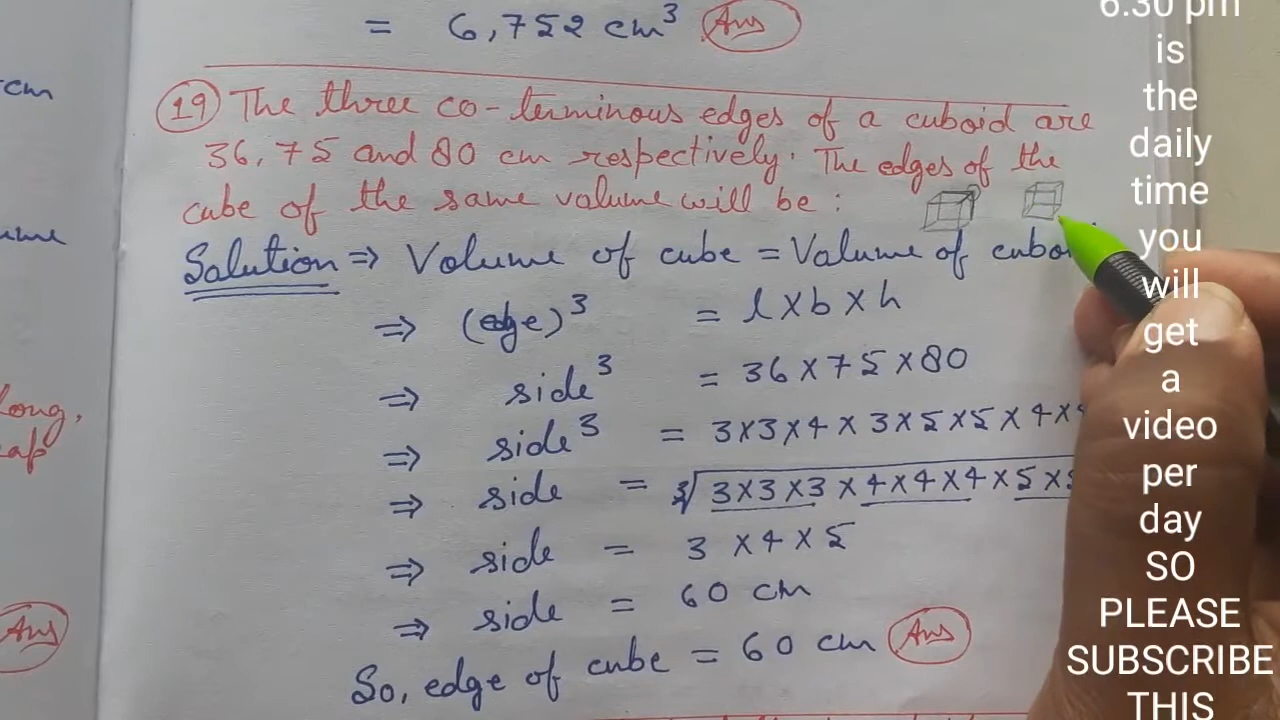 = 6,752 cm³ Ans
cm
19 The three co-terminous edges of a cuboid are
36, 75 and 80 cm respectively. The edges of the
cube of the same volume will be :
Solution ⇒ Volume of cube = Volume of cubo
⇒ (edge)³ = l × b × h
⇒ side³ = 36 × 75 × 80
⇒ side³ = 3×3×4×3×5×5×4×4
⇒ side = ∛3×3×3×4×4×4×5×5
⇒ side = 3 × 4 × 5
⇒ side = 60 cm
So, edge of cube = 60 cm Ans
long,
Ans
6.30 pm
is
the
daily
time
you
will
get
a
video
per
day
SO
PLEASE
SUBSCRIBE
THIS